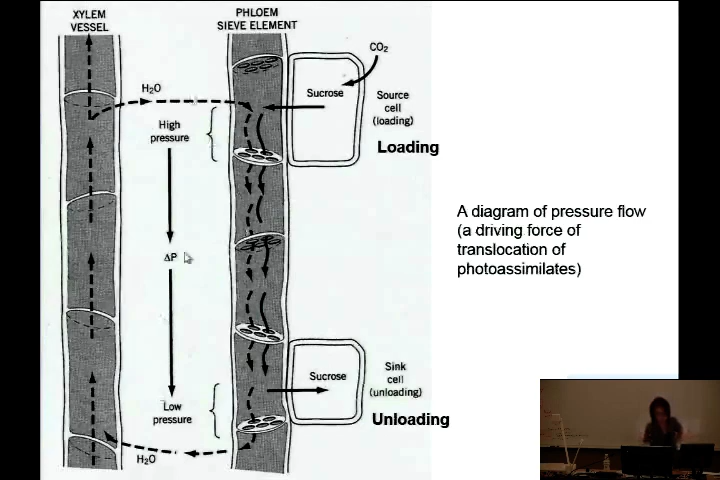 XYLEM
VESSEL
PHLOEM
SIEVE ELEMENT
CO₂
H₂O
Sucrose
Source
cell
(loading)
High
pressure
Loading
A diagram of pressure flow
(a driving force of
translocation of
photoassimilates)
ΔP
Sucrose
Sink
cell
(unloading)
Low
pressure
Unloading
H₂O